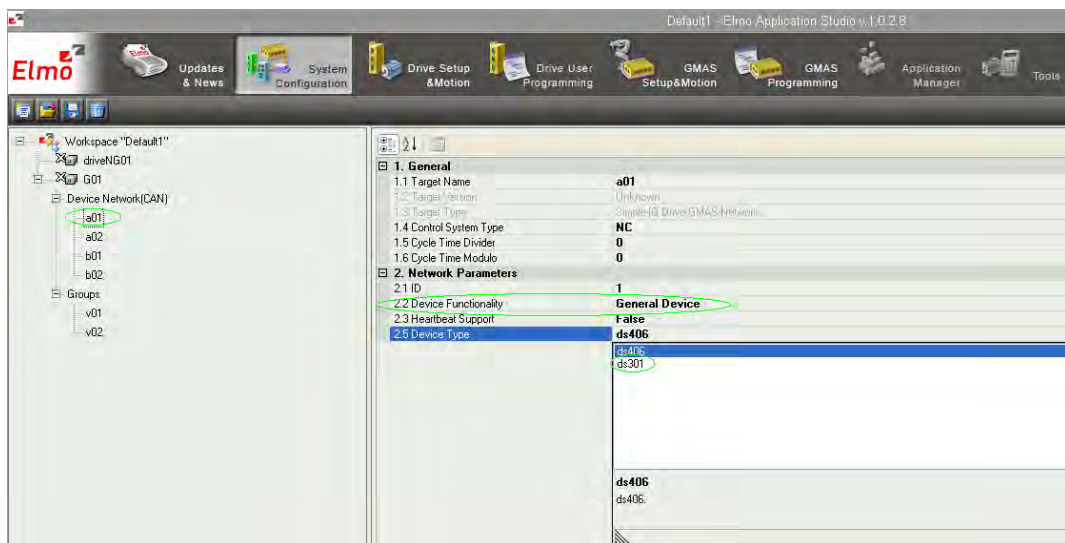 Default1 - Elmo Application Studio v.1.0.2.8
Elmo
Updates & News
System Configuration
Drive Setup &Motion
Drive User Programming
GMAS Setup&Motion
GMAS Programming
Application Manager
Tools
Workspace "Default1"
driveNG01
G01
Device Network(CAN)
a01
a02
b01
b02
Groups
v01
v02
1. General
1.1 Target Name a01
1.2 Target Version Unknown
1.3 Target Type Simple-IQ Drive GMAS Network
1.4 Control System Type NC
1.5 Cycle Time Divider 0
1.6 Cycle Time Modulo 0
2. Network Parameters
2.1 ID 1
2.2 Device Functionality General Device
2.3 Heartbeat Support False
2.5 Device Type ds406
ds406
ds301
ds406
ds406.